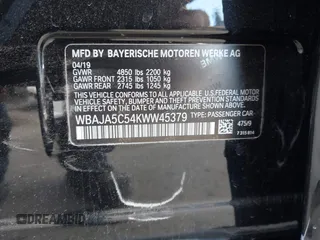 MFD BY BAYERISCHE MOTOREN WERKE AG
04/19
GVWR 4850 lbs 2200 kg
GAWR FRONT 2315 lbs 1050 kg
GAWR REAR 2745 lbs 1245 kg
THIS VEHICLE CONFORMS TO ALL APPLICABLE
FEDERAL MOTOR VEHICLE SAFETY, BUMPER,
AND THEFT PREVENTION STANDARDS IN EFFECT
ON THE DATE OF MANUFACTURE SHOWN ABOVE.
WBAJA5C54KWW45379 TYPE: PASSENGER CAR
475/9
DREAMBID